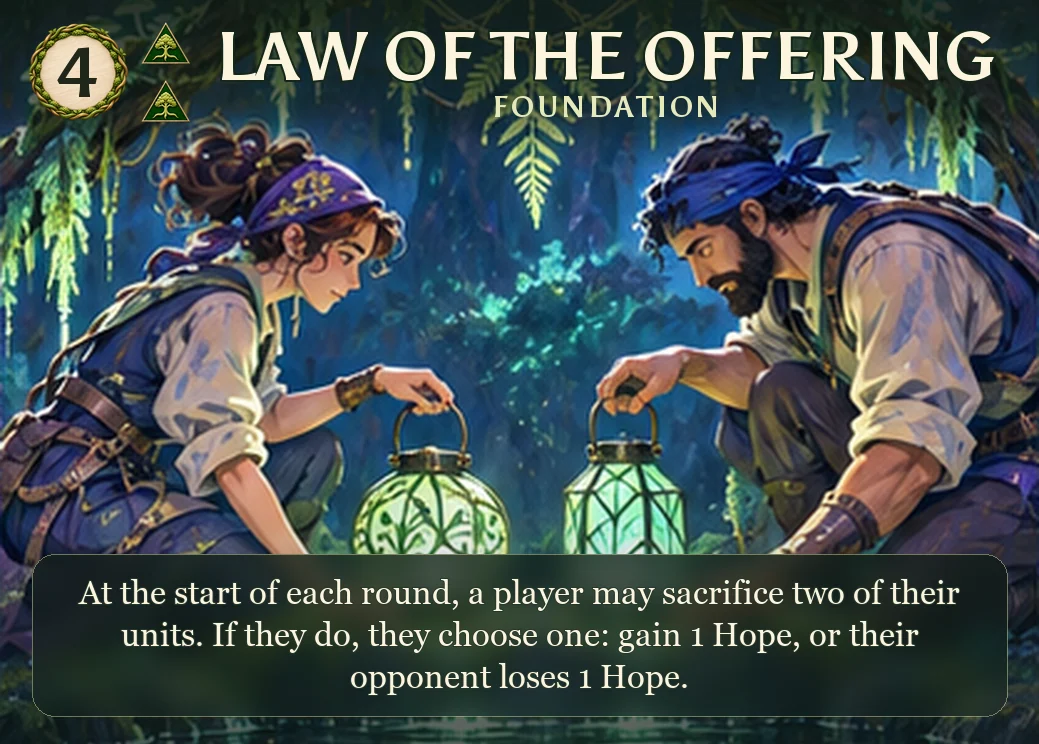 4
LAW OF THE OFFERING
FOUNDATION
At the start of each round, a player may sacrifice two of their
units. If they do, they choose one: gain 1 Hope, or their
opponent loses 1 Hope.